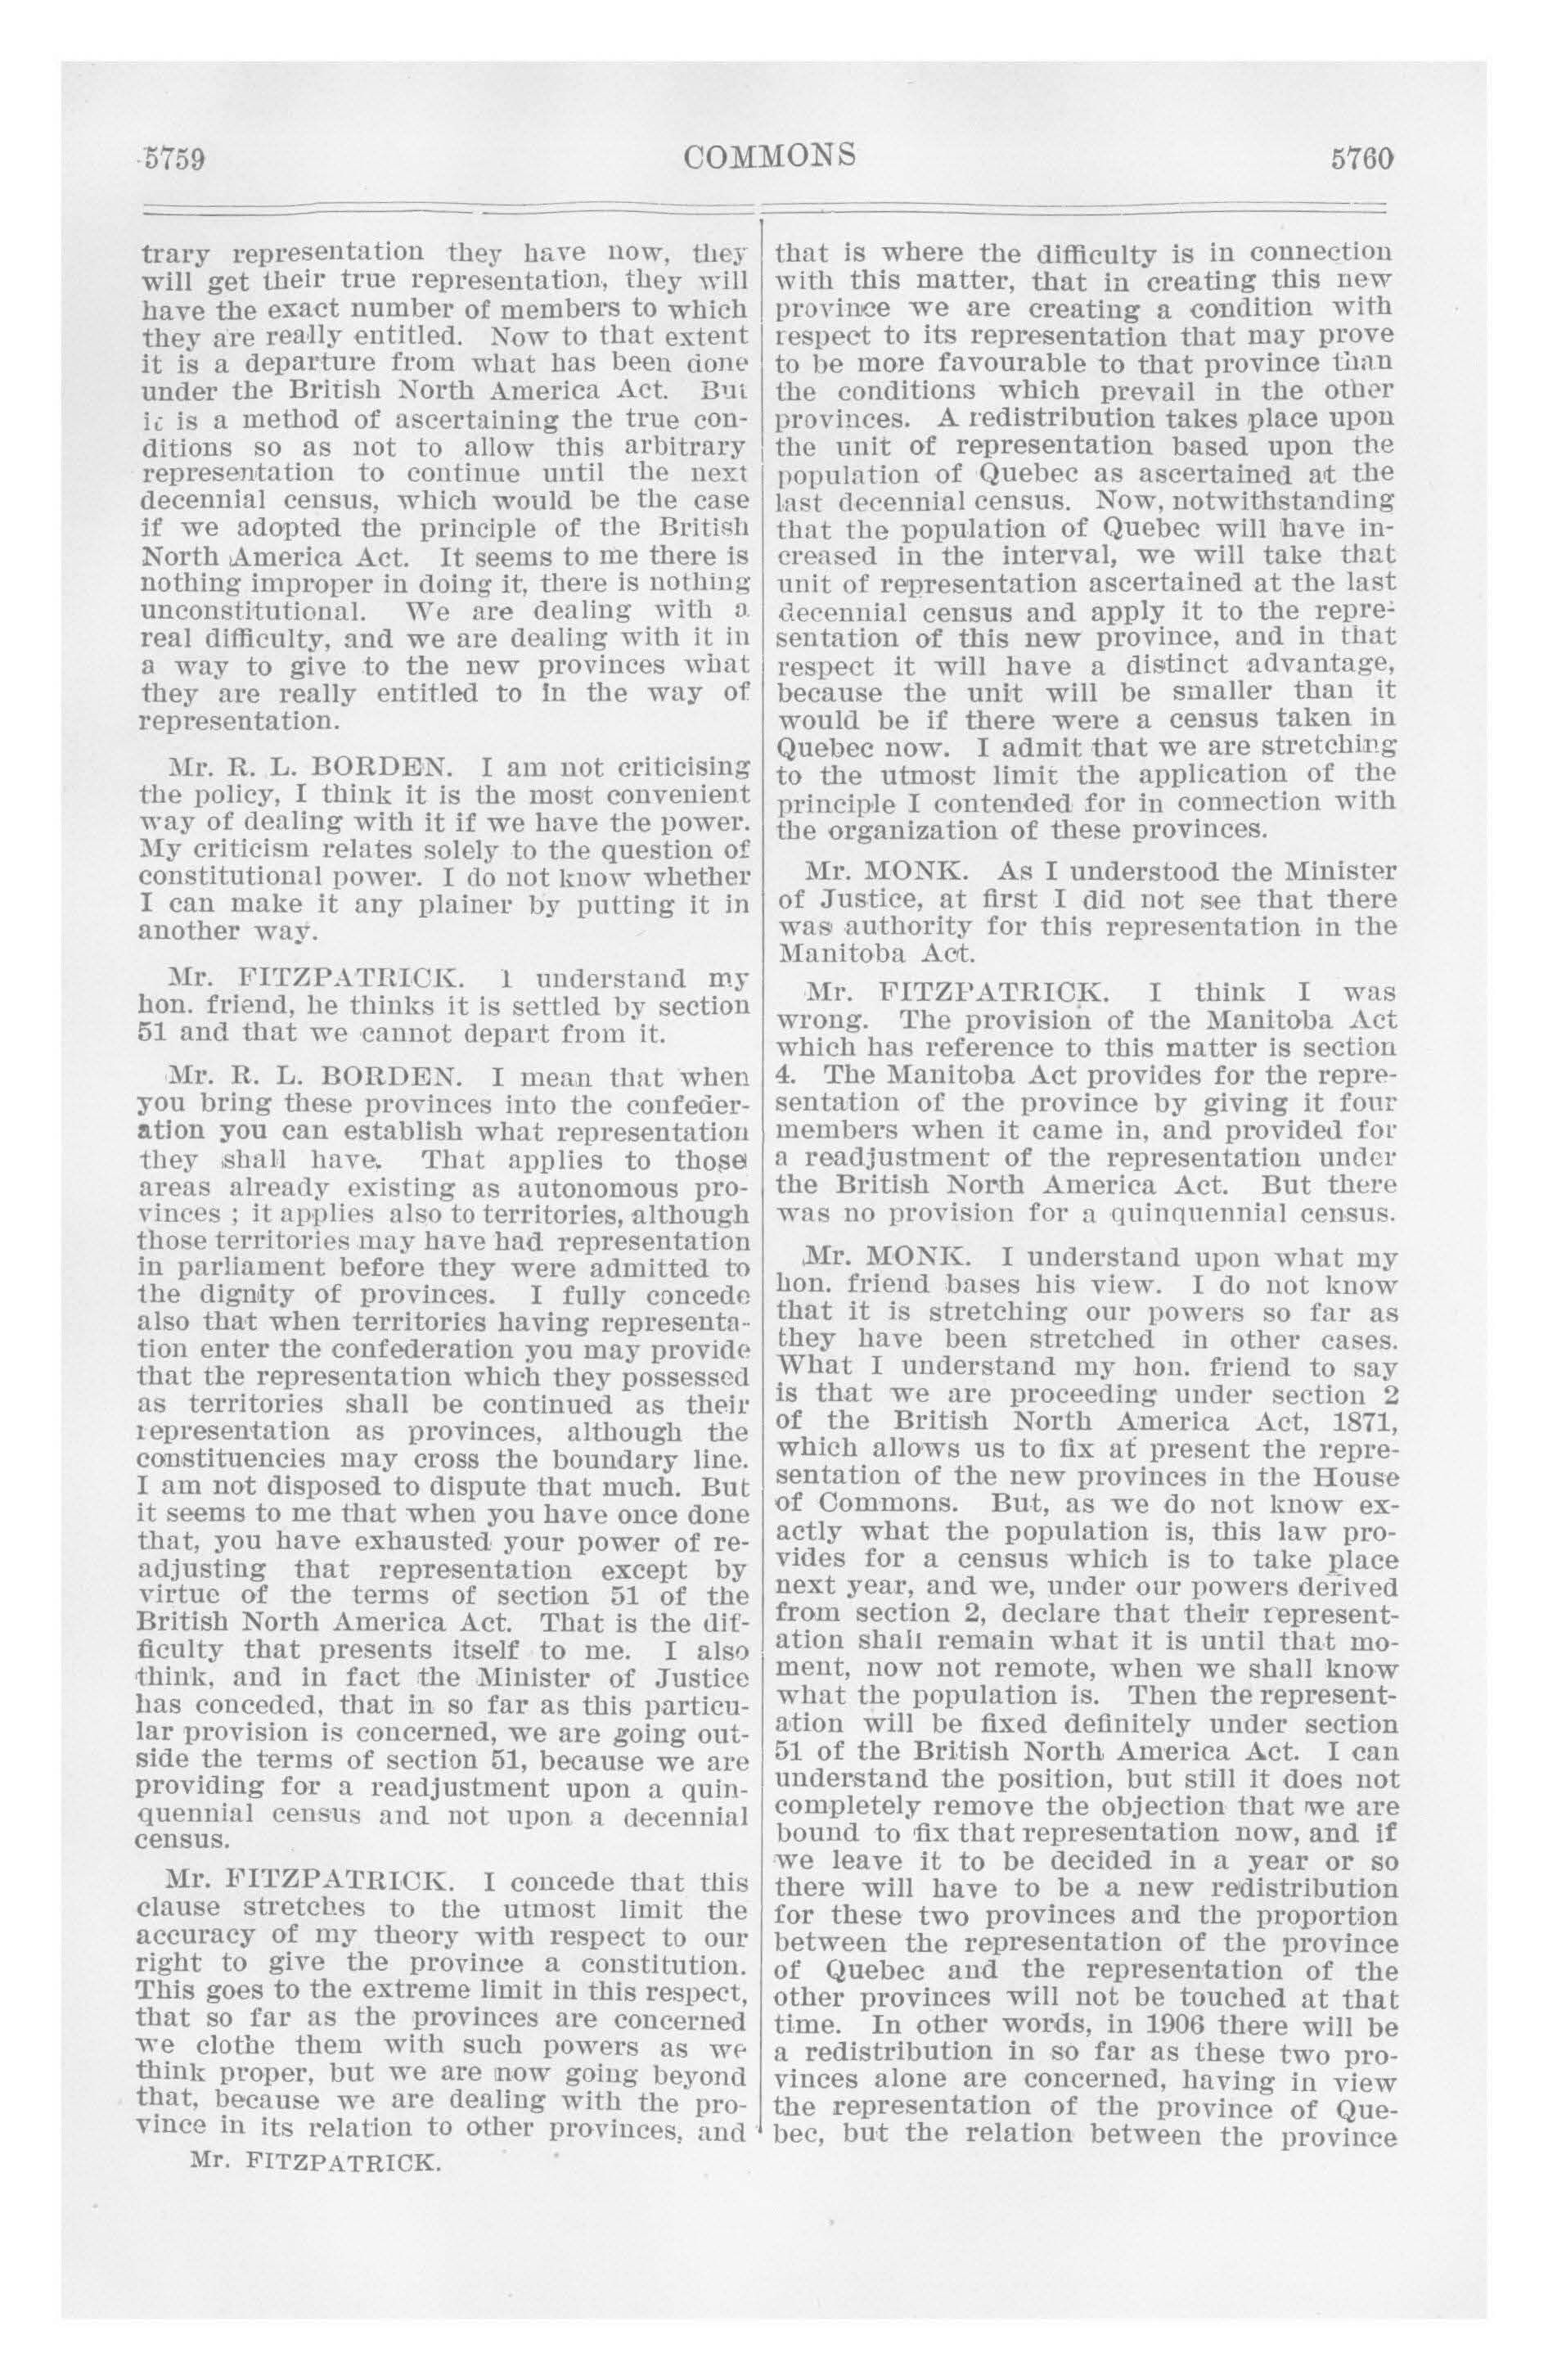 5759
COMMONS
5760
trary representation they have now, they
will get their true representation, they will
have the exact number of members to which
they are really entitled. Now to that extent
it is a departure from what has been done
under the British North America Act. But
it is a method of ascertaining the true con-
ditions so as not to allow this arbitrary
representation to continue until the next
decennial census, which would be the case
if we adopted the principle of the British
North America Act. It seems to me there is
nothing improper in doing it, there is nothing
unconstitutional. We are dealing with a
real difficulty, and we are dealing with it in
a way to give to the new provinces what
they are really entitled to in the way of
representation.
Mr. R. L. BORDEN. I am not criticising
the policy, I think it is the most convenient
way of dealing with it if we have the power.
My criticism relates solely to the question of
constitutional power. I do not know whether
I can make it any plainer by putting it in
another way.
Mr. FITZPATRICK. I understand my
hon. friend, he thinks it is settled by section
51 and that we cannot depart from it.
Mr. R. L. BORDEN. I mean that when
you bring these provinces into the confeder-
ation you can establish what representation
they shall have. That applies to those
areas already existing as autonomous pro-
vinces ; it applies also to territories, although
those territories may have had representation
in parliament before they were admitted to
the dignity of provinces. I fully concede
also that when territories having representa-
tion enter the confederation you may provide
that the representation which they possessed
as territories shall be continued as their
representation as provinces, although the
constituencies may cross the boundary line.
I am not disposed to dispute that much. But
it seems to me that when you have once done
that, you have exhausted your power of re-
adjusting that representation except by
virtue of the terms of section 51 of the
British North America Act. That is the dif-
ficulty that presents itself to me. I also
think, and in fact the Minister of Justice
has conceded, that in so far as this particu-
lar provision is concerned, we are going out-
side the terms of section 51, because we are
providing for a readjustment upon a quin-
quennial census and not upon a decennial
census.
Mr. FITZPATRICK. I concede that this
clause stretches to the utmost limit the
accuracy of my theory with respect to our
right to give the province a constitution.
This goes to the extreme limit in this respect,
that so far as the provinces are concerned
we clothe them with such powers as we
think proper, but we are now going beyond
that, because we are dealing with the pro-
vince in its relation to other provinces, and
Mr. FITZPATRICK.
that is where the difficulty is in connection
with this matter, that in creating this new
province we are creating a condition with
respect to its representation that may prove
to be more favourable to that province than
the conditions which prevail in the other
provinces. A redistribution takes place upon
the unit of representation based upon the
population of Quebec as ascertained at the
last decennial census. Now, notwithstanding
that the population of Quebec will have in-
creased in the interval, we will take that
unit of representation ascertained at the last
decennial census and apply it to the repre-
sentation of this new province, and in that
respect it will have a distinct advantage,
because the unit will be smaller than it
would be if there were a census taken in
Quebec now. I admit that we are stretching
to the utmost limit the application of the
principle I contended for in connection with
the organization of these provinces.
Mr. MONK. As I understood the Minister
of Justice, at first I did not see that there
was authority for this representation in the
Manitoba Act.
Mr. FITZPATRICK. I think I was
wrong. The provision of the Manitoba Act
which has reference to this matter is section
4. The Manitoba Act provides for the repre-
sentation of the province by giving it four
members when it came in, and provided for
a readjustment of the representation under
the British North America Act. But there
was no provision for a quinquennial census.
Mr. MONK. I understand upon what my
hon. friend bases his view. I do not know
that it is stretching our powers so far as
they have been stretched in other cases.
What I understand my hon. friend to say
is that we are proceeding under section 2
of the British North America Act, 1871,
which allows us to fix at present the repre-
sentation of the new provinces in the House
of Commons. But, as we do not know ex-
actly what the population is, this law pro-
vides for a census which is to take place
next year, and we, under our powers derived
from section 2, declare that their represent-
ation shall remain what it is until that mo-
ment, now not remote, when we shall know
what the population is. Then the represent-
ation will be fixed definitely under section
51 of the British North America Act. I can
understand the position, but still it does not
completely remove the objection that we are
bound to fix that representation now, and if
we leave it to be decided in a year or so
there will have to be a new redistribution
for these two provinces and the proportion
between the representation of the province
of Quebec and the representation of the
other provinces will not be touched at that
time. In other words, in 1906 there will be
a redistribution in so far as these two pro-
vinces alone are concerned, having in view
the representation of the province of Que-
bec, but the relation between the province